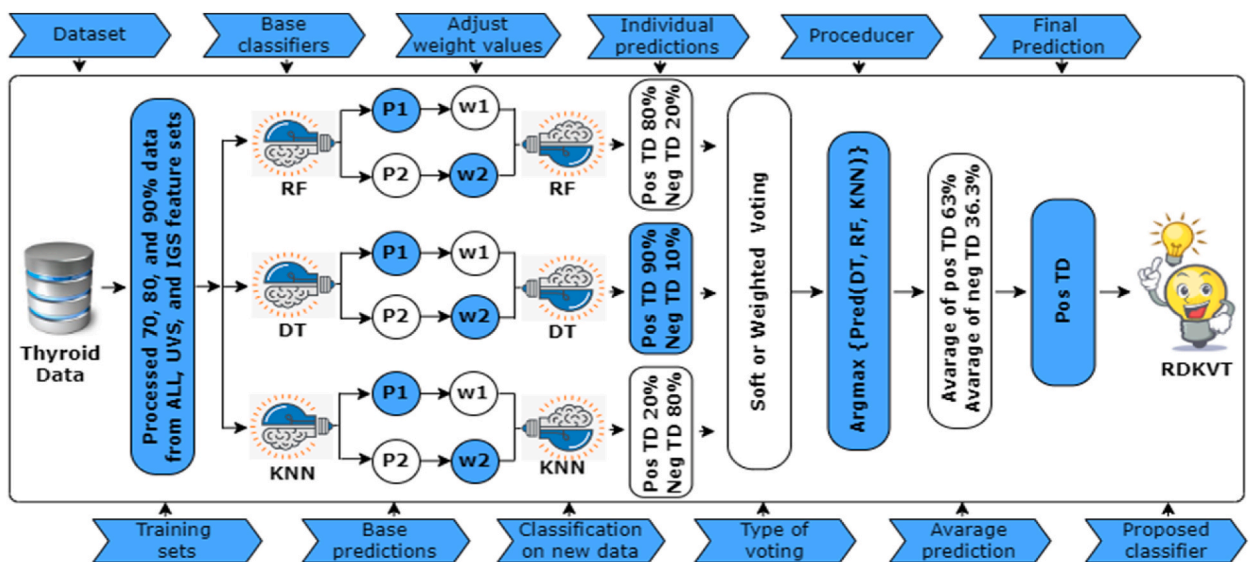 Dataset
Base
classifiers
Adjust
weight values
Individual
predictions
Proceducer
Final
Prediction
Thyroid
Data
Processed 70, 80, and 90% data
from ALL, UVS, and IGS feature sets
RF
P1
w1
P2
w2
RF
Pos TD 80%
Neg TD 20%
DT
P1
w1
P2
w2
DT
Pos TD 90%
Neg TD 10%
KNN
P1
w1
P2
w2
KNN
Pos TD 20%
Neg TD 80%
Soft or Weighted Voting
Argmax {Pred(DT, RF, KNN)}
Avarage of pos TD 63%
Avarage of neg TD 36.3%
Pos TD
RDKVT
Training
sets
Base
predictions
Classification
on new data
Type of
voting
Avarage
prediction
Proposed
classifier